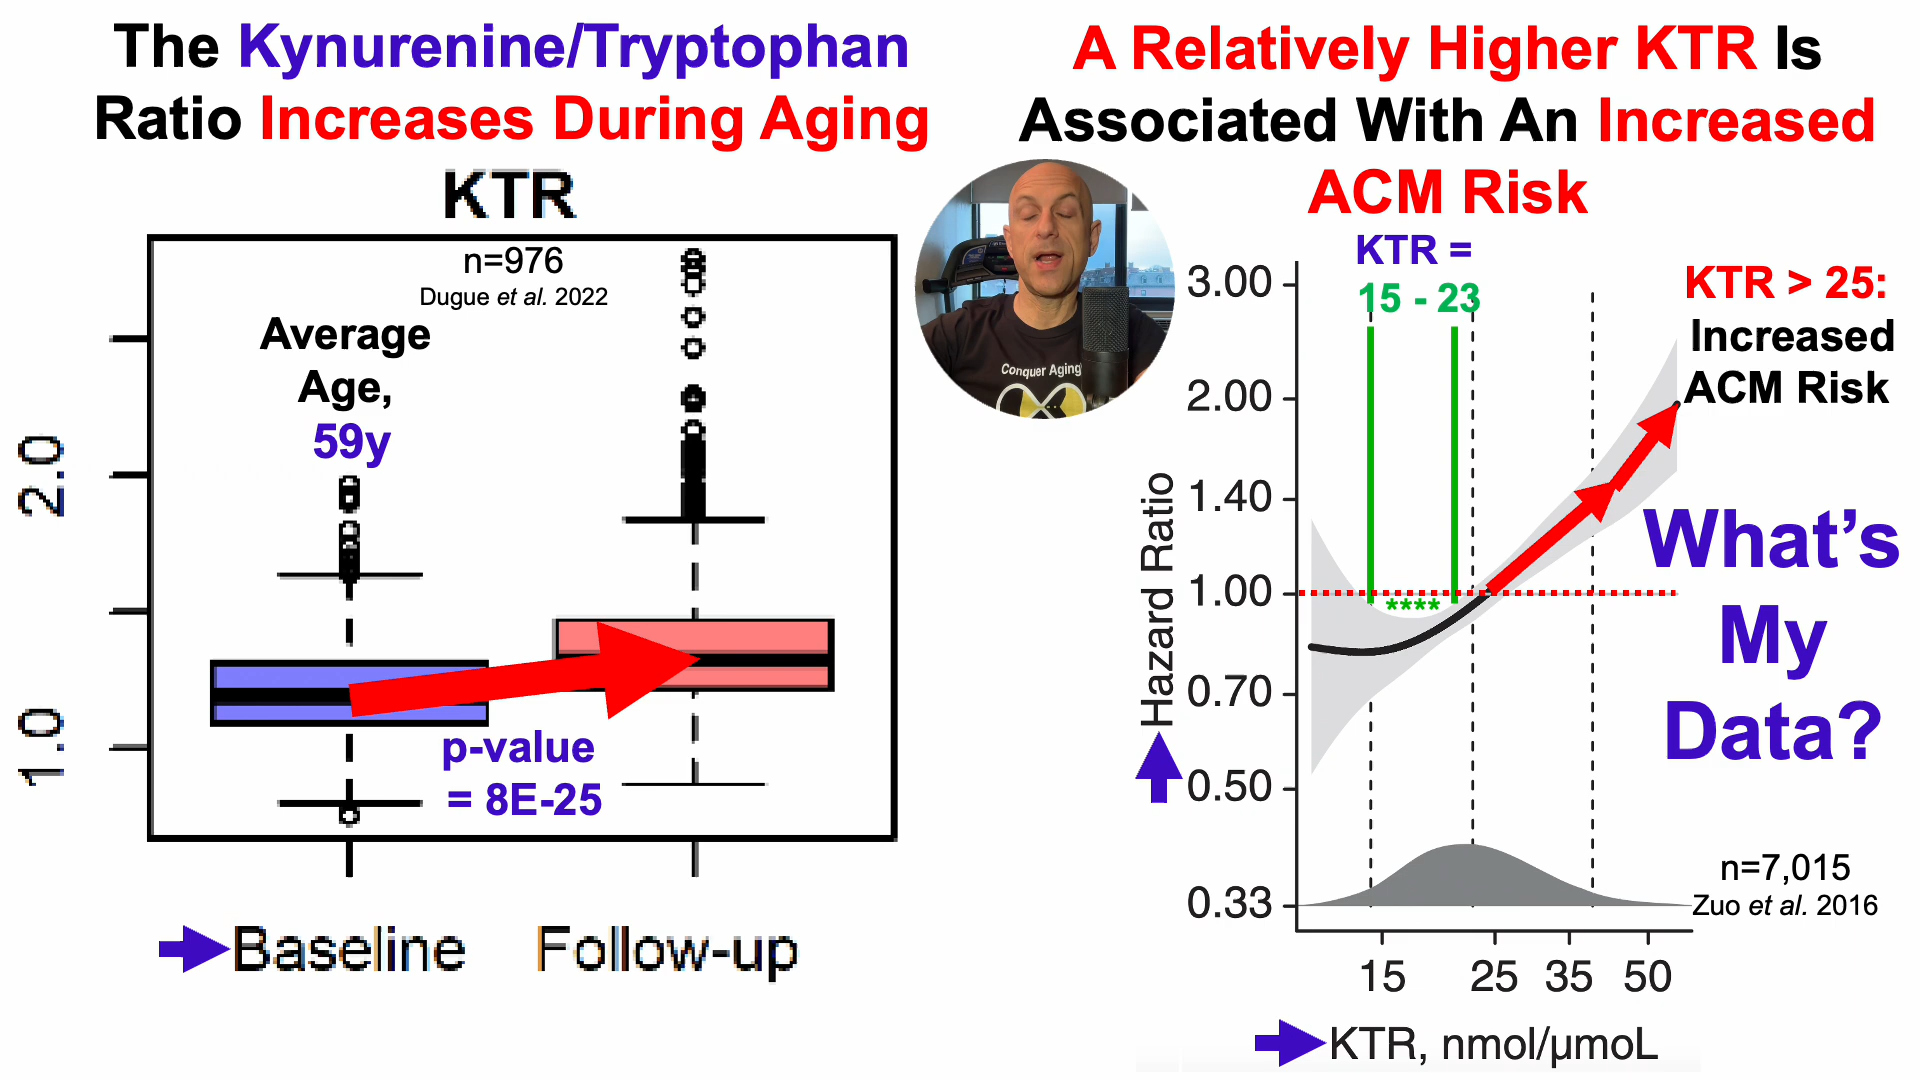 The Kynurenine/Tryptophan
Ratio Increases During Aging
KTR
n=976
Dugue et al. 2022
Average
Age,
59y
2.0
1.0
p-value
= 8E-25
Baseline
Follow-up
Conquer Aging
A Relatively Higher KTR Is
Associated With An Increased
ACM Risk
KTR =
15 - 23
KTR > 25:
Increased
ACM Risk
3.00
2.00
1.40
1.00
0.70
0.50
0.33
Hazard Ratio
****
What's
My
Data?
n=7,015
Zuo et al. 2016
15 25 35 50
KTR, nmol/µmoL